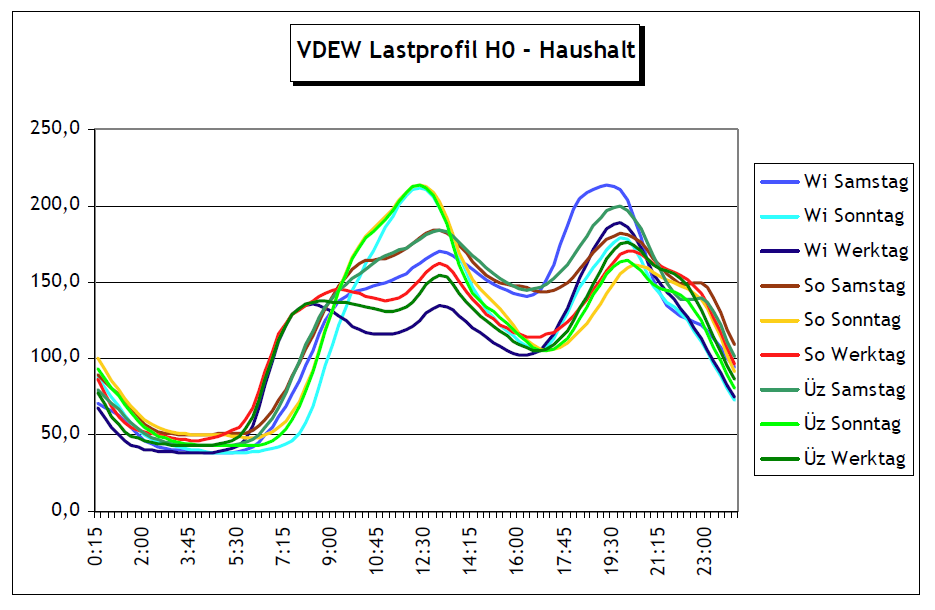 VDEW Lastprofil H0 - Haushalt
250,0
200,0
150,0
100,0
50,0
0,0
0:15
2:00
3:45
5:30
7:15
9:00
10:45
12:30
14:15
16:00
17:45
19:30
21:15
23:00
Wi Samstag
Wi Sonntag
Wi Werktag
So Samstag
So Sonntag
So Werktag
Üz Samstag
Üz Sonntag
Üz Werktag